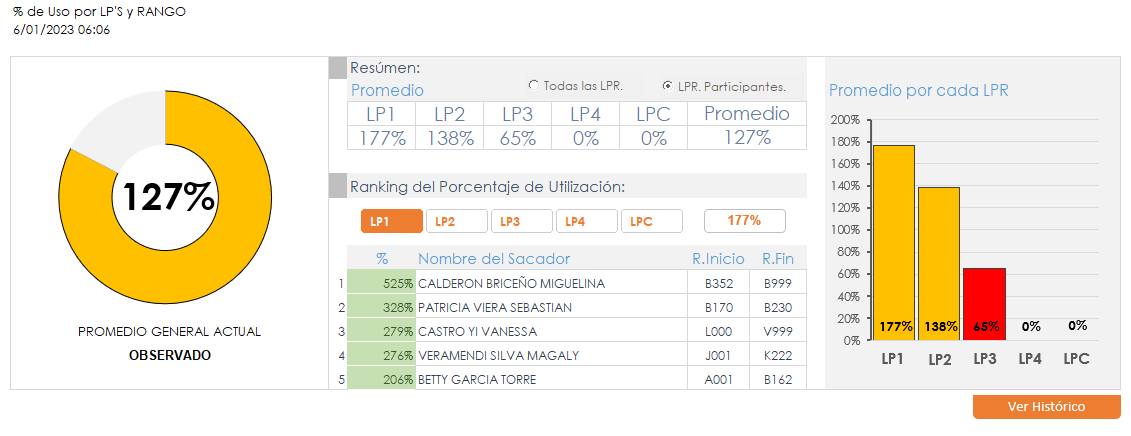 % de Uso por LP'S y RANGO
6/01/2023 06:06
127%
PROMEDIO GENERAL ACTUAL
OBSERVADO
Resúmen:
Promedio
Todas las LPR.
LPR. Participantes.
LP1 LP2 LP3 LP4 LPC Promedio
177% 138% 65% 0% 0% 127%
Ranking del Porcentaje de Utilización:
LP1 LP2 LP3 LP4 LPC 177%
% Nombre del Sacador R.Inicio R.Fin
1 525% CALDERON BRICEÑO MIGUELINA B352 B999
2 328% PATRICIA VIERA SEBASTIAN B170 B230
3 279% CASTRO YI VANESSA L000 V999
4 276% VERAMENDI SILVA MAGALY J001 K222
5 206% BETTY GARCIA TORRE A001 B162
Promedio por cada LPR
200%
180%
160%
140%
120%
100%
80%
60%
40%
20%
0%
177% 138% 65% 0% 0%
LP1 LP2 LP3 LP4 LPC
Ver Histórico